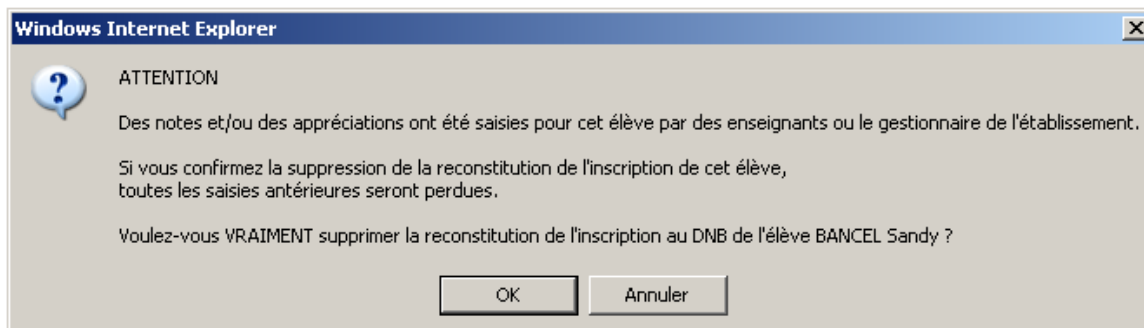 Windows Internet Explorer
ATTENTION
Des notes et/ou des appréciations ont été saisies pour cet élève par des enseignants ou le gestionnaire de l'établissement.
Si vous confirmez la suppression de la reconstitution de l'inscription de cet élève,
toutes les saisies antérieures seront perdues.
Voulez-vous VRAIMENT supprimer la reconstitution de l'inscription au DNB de l'élève BANCEL Sandy ?
OK
Annuler